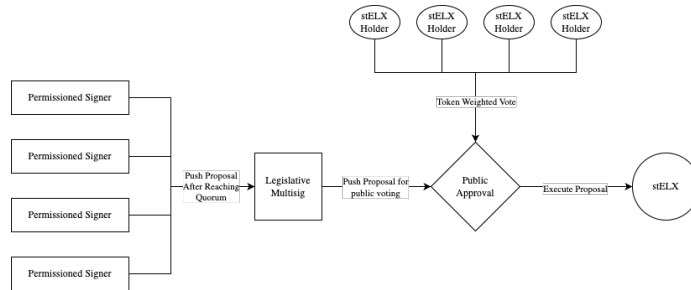 stELX
Holder
stELX
Holder
stELX
Holder
stELX
Holder
Permissioned Signer
Token Weighted Vote
Permissioned Signer
Push Proposal
After Reaching
Quorum
Legislative
Multisig
Push Proposal for
public voting
Public
Approval
Execute Proposal
stELX
Permissioned Signer
Permissioned Signer